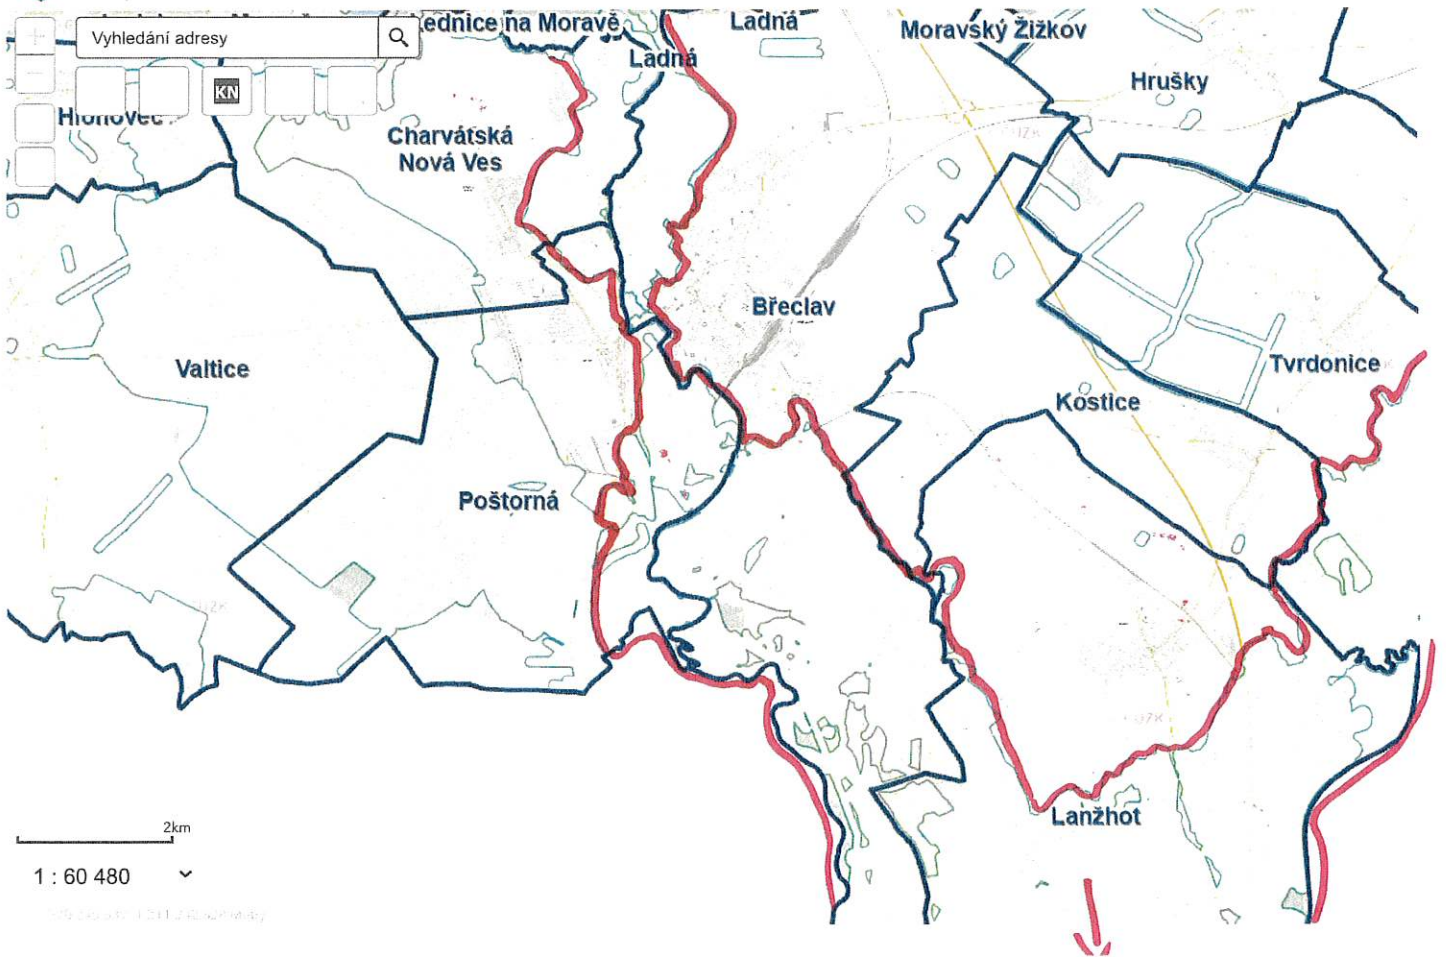 Vyhledání adresy
ednice na Moravě
Ladná
Moravský Žižkov
Ladná
Hrušky
KN
Charvátská
Nová Ves
Břeclav
Valtice
Tvrdonice
Kostice
Poštorná
Lanžhot
2km
1 : 60 480